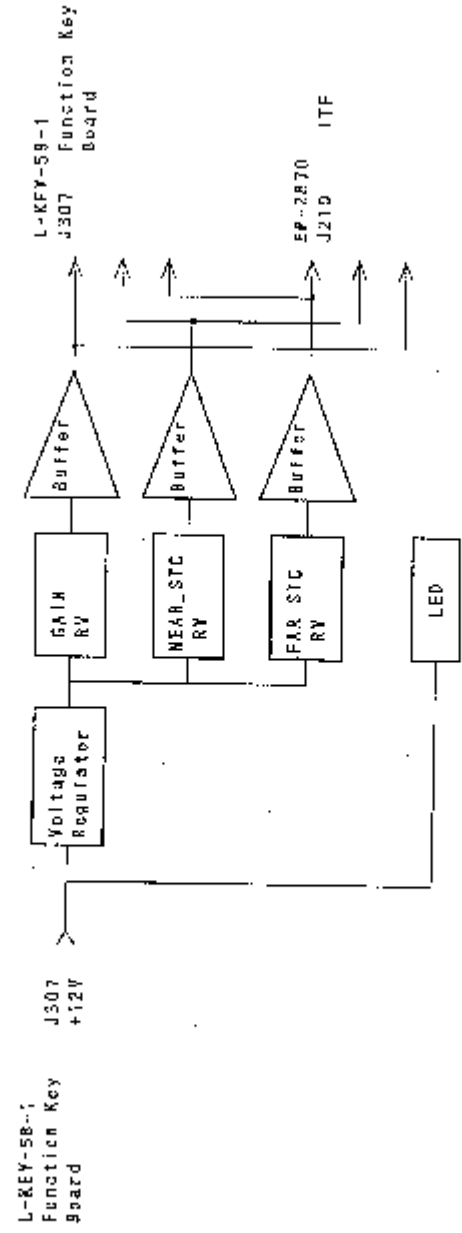 L-KEY-58-1
Function Key
Board
J307
+12V
Voltage
Regulator
GAIN
RV
NEAR_STC
RV
FAR STC
RV
LED
Buffer
Buffer
Buffer
L-KEY-59-1
J307 Function Key
Board
J210 ITF